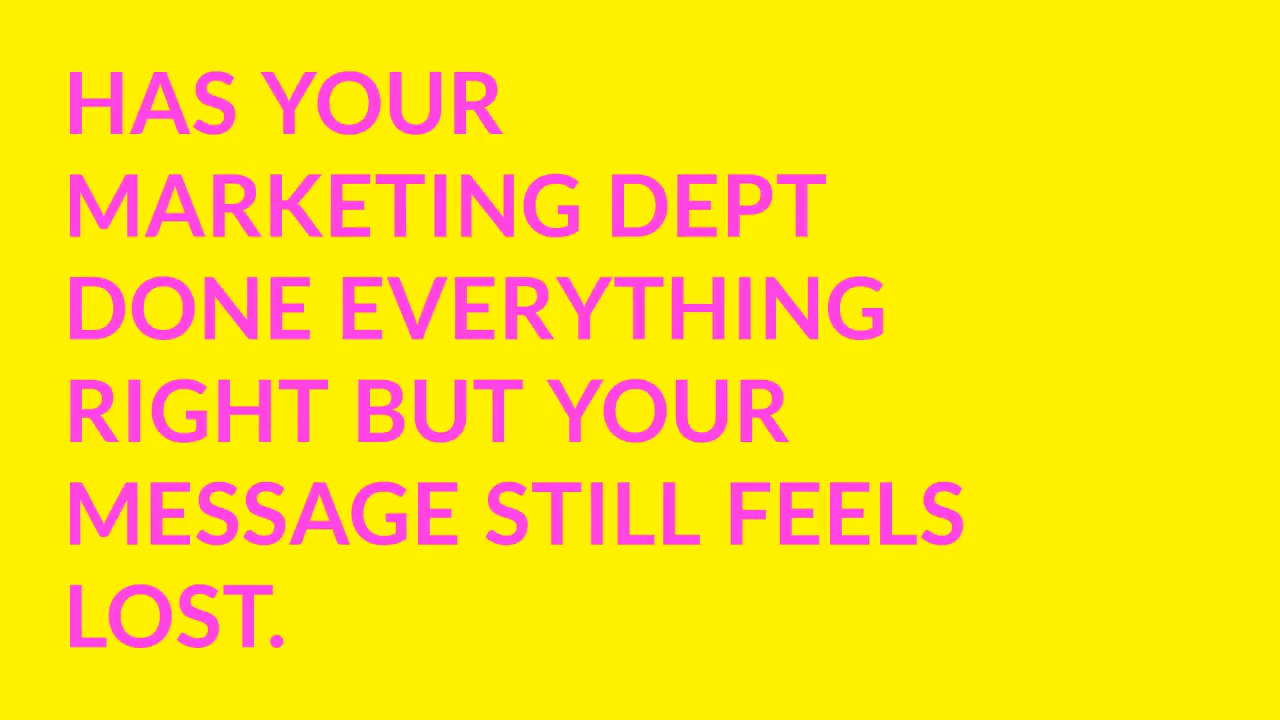 HAS YOUR
MARKETING DEPT
DONE EVERYTHING
RIGHT BUT YOUR
MESSAGE STILL FEELS
LOST.